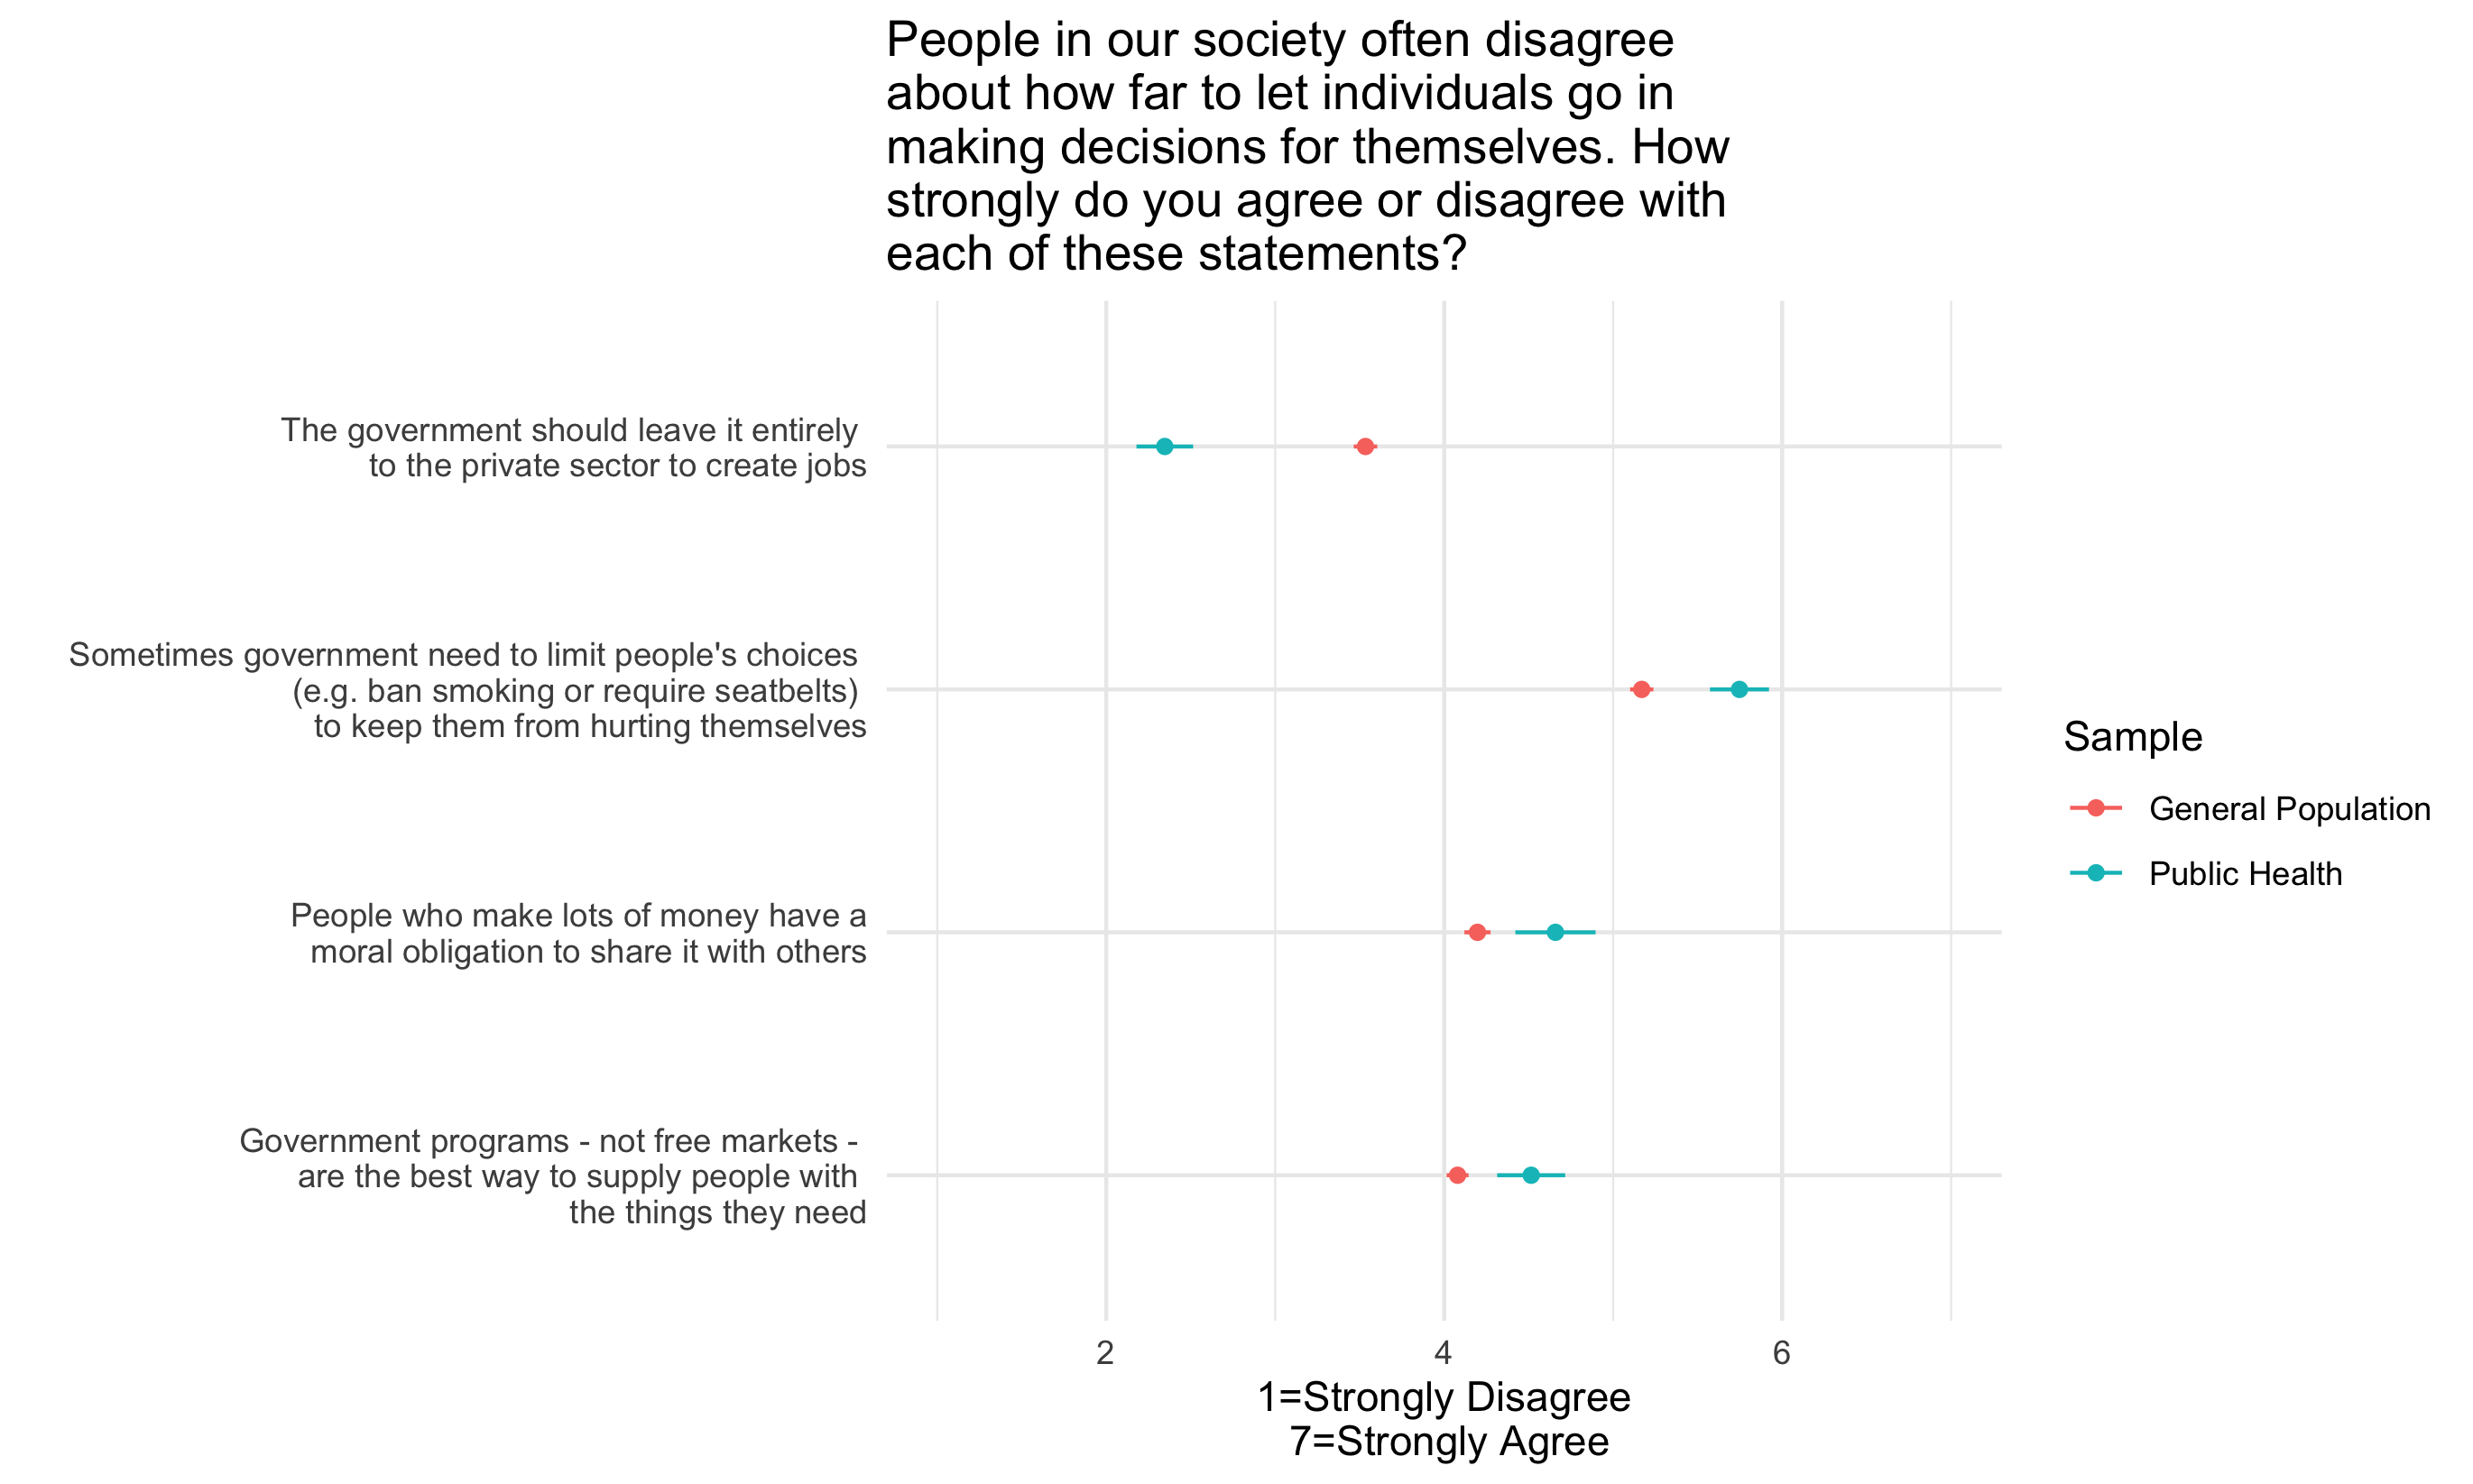 People in our society often disagree
about how far to let individuals go in
making decisions for themselves. How
strongly do you agree or disagree with
each of these statements?
The government should leave it entirely
to the private sector to create jobs
Sometimes government need to limit people's choices
(e.g. ban smoking or require seatbelts)
to keep them from hurting themselves
People who make lots of money have a
moral obligation to share it with others
Government programs - not free markets -
are the best way to supply people with
the things they need
Sample
General Population
Public Health
2
4
6
1=Strongly Disagree
7=Strongly Agree